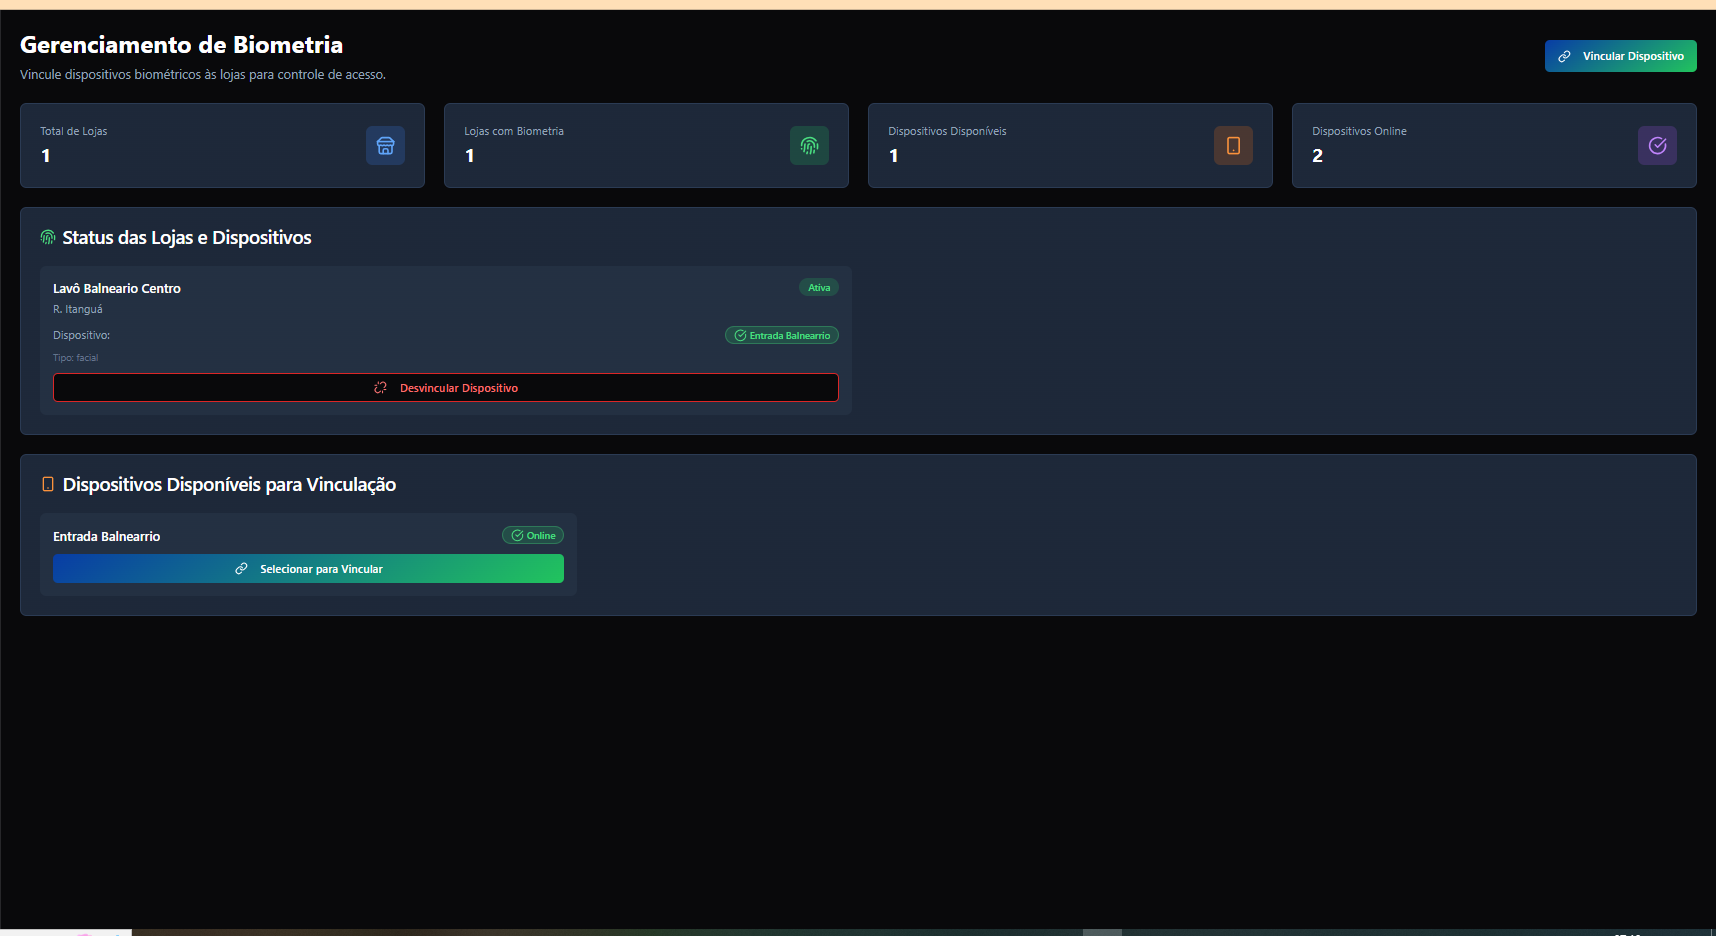 Gerenciamento de Biometria
Vincule dispositivos biométricos às lojas para controle de acesso.
Vincular Dispositivo
Total de Lojas
1
Lojas com Biometria
1
Dispositivos Disponíveis
1
Dispositivos Online
2
Status das Lojas e Dispositivos
Lavô Balneario Centro
Ativa
R. Itanguá
Dispositivo:
Entrada Balnearrio
Tipo: facial
Desvincular Dispositivo
Dispositivos Disponíveis para Vinculação
Entrada Balnearrio
Online
Selecionar para Vincular